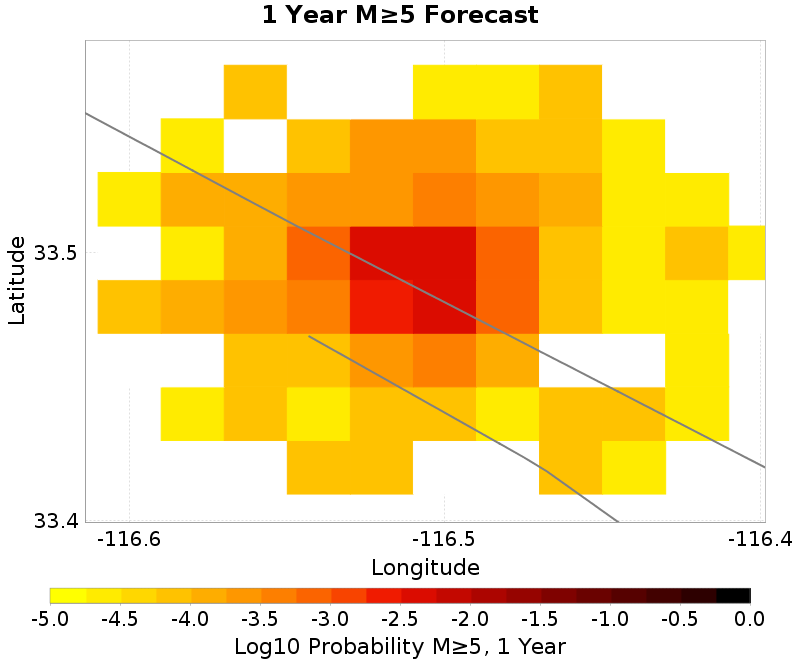 1 Year M≥5 Forecast
Latitude
33.5
33.4
-116.6 -116.5 -116.4
Longitude
-5.0 -4.5 -4.0 -3.5 -3.0 -2.5 -2.0 -1.5 -1.0 -0.5 0.0
Log10 Probability M≥5, 1 Year